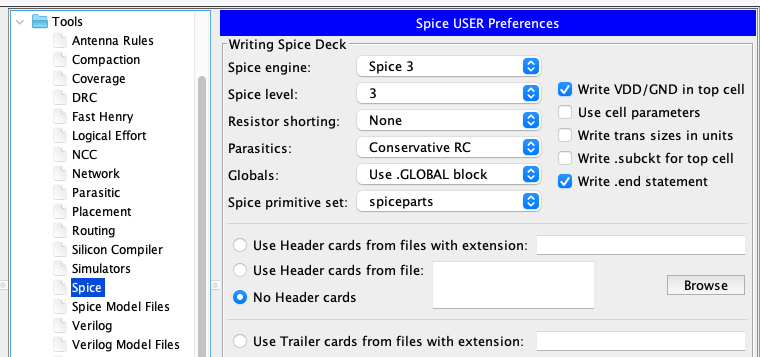 Tools
Antenna Rules
Compaction
Coverage
DRC
Fast Henry
Logical Effort
NCC
Network
Parasitic
Placement
Routing
Silicon Compiler
Simulators
Spice
Spice Model Files
Verilog
Verilog Model Files
Spice USER Preferences
Writing Spice Deck
Spice engine: Spice 3
Spice level: 3
Resistor shorting: None
Parasitics: Conservative RC
Globals: Use .GLOBAL block
Spice primitive set: spiceparts
Write VDD/GND in top cell
Use cell parameters
Write trans sizes in units
Write .subckt for top cell
Write .end statement
Use Header cards from files with extension:
Use Header cards from file:
Browse
No Header cards
Use Trailer cards from files with extension: